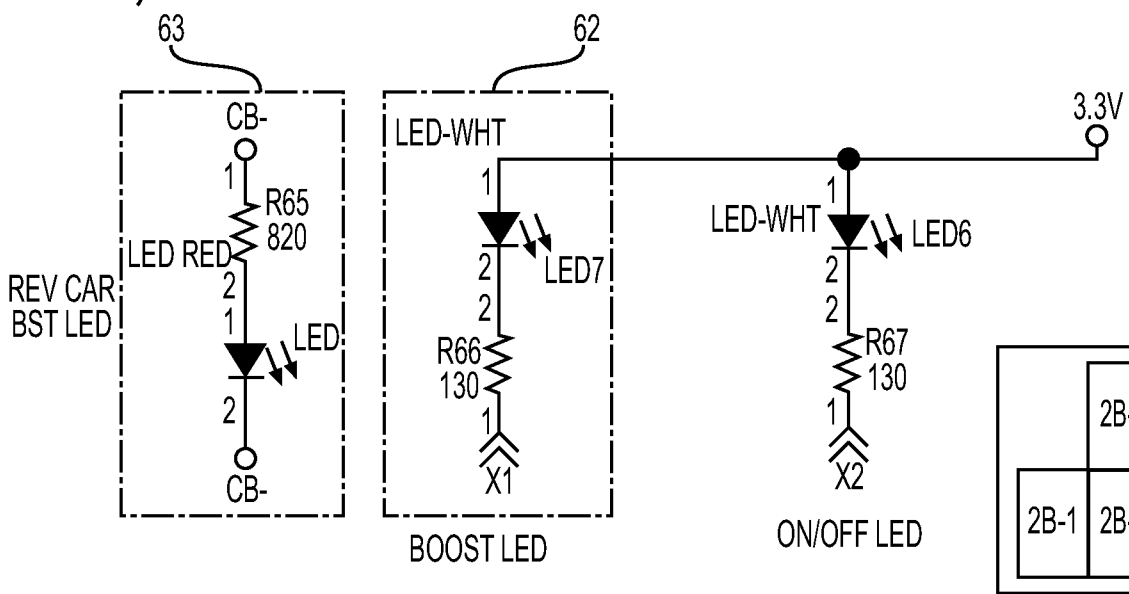 63
62
CB-
LED-WHT
3.3V
1
R65
820
LED RED
2
1
LED
2
CB-
REV CAR
BST LED
1
LED7
2
2
R66
130
1
X1
BOOST LED
1
LED-WHT
LED6
2
2
R67
130
1
X2
ON/OFF LED
2B-
2B-1
2B-